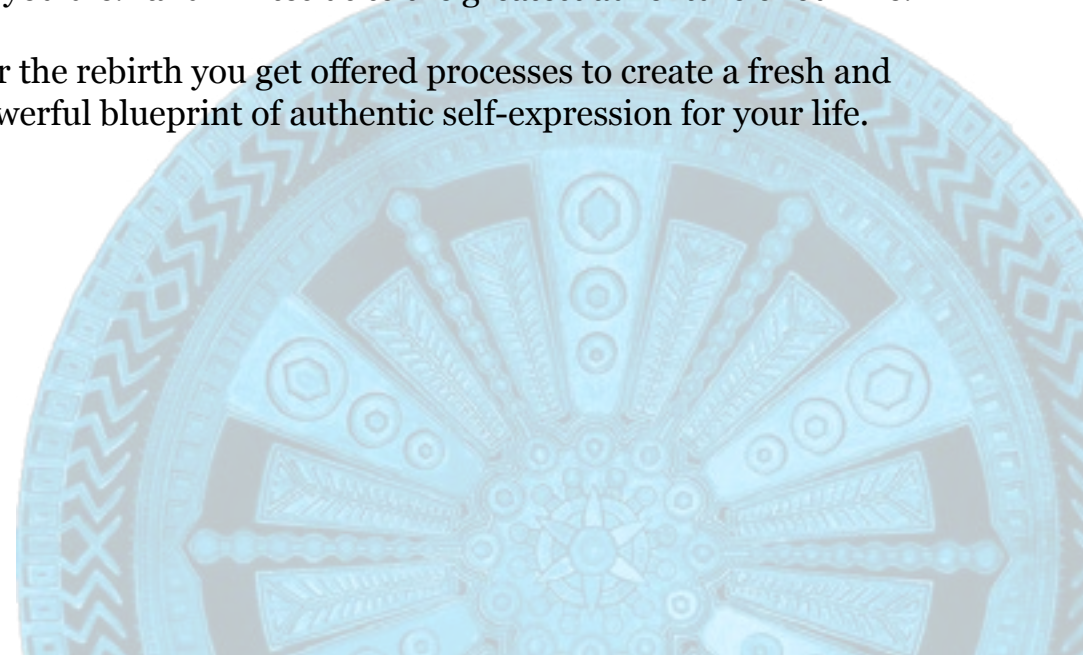 r the rebirth you get offered processes to create a fresh and
werful blueprint of authentic self-expression for your life.